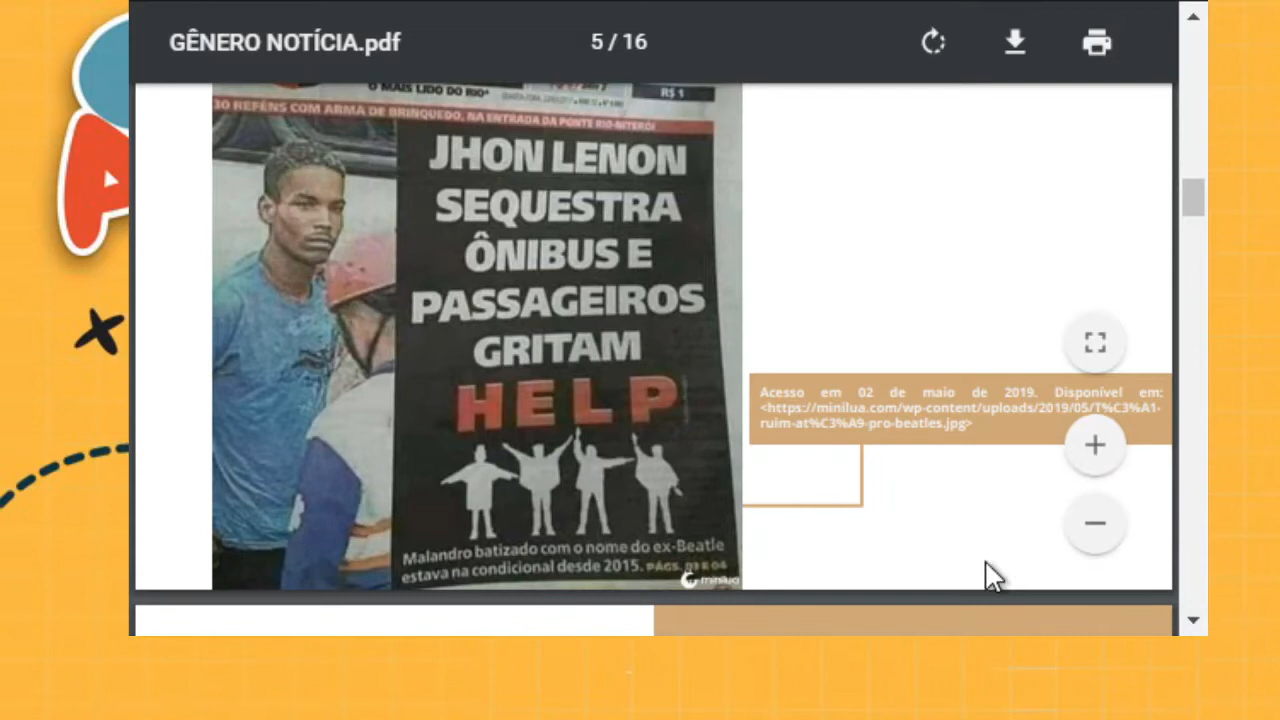 GÊNERO NOTÍCIA.pdf
5 / 16
O MAIS LIDO DO RIO
R$ 1
30 REFÉNS COM ARMA DE BRINQUEDO, NA ENTRADA DA PONTE RIO-NITERÓI
JHON LENON
SEQUESTRA
ÔNIBUS E
PASSAGEIROS
GRITAM
HELP
Malandro batizado com o nome do ex-Beatle
estava na condicional desde 2015. PÁGS.
minilua
Acesso em 02 de maio de 2019. Disponível em:
<https://minilua.com/wp-content/uploads/2019/05/T%C3%A1-
ruim-at%C3%A9-pro-beatles.jpg>